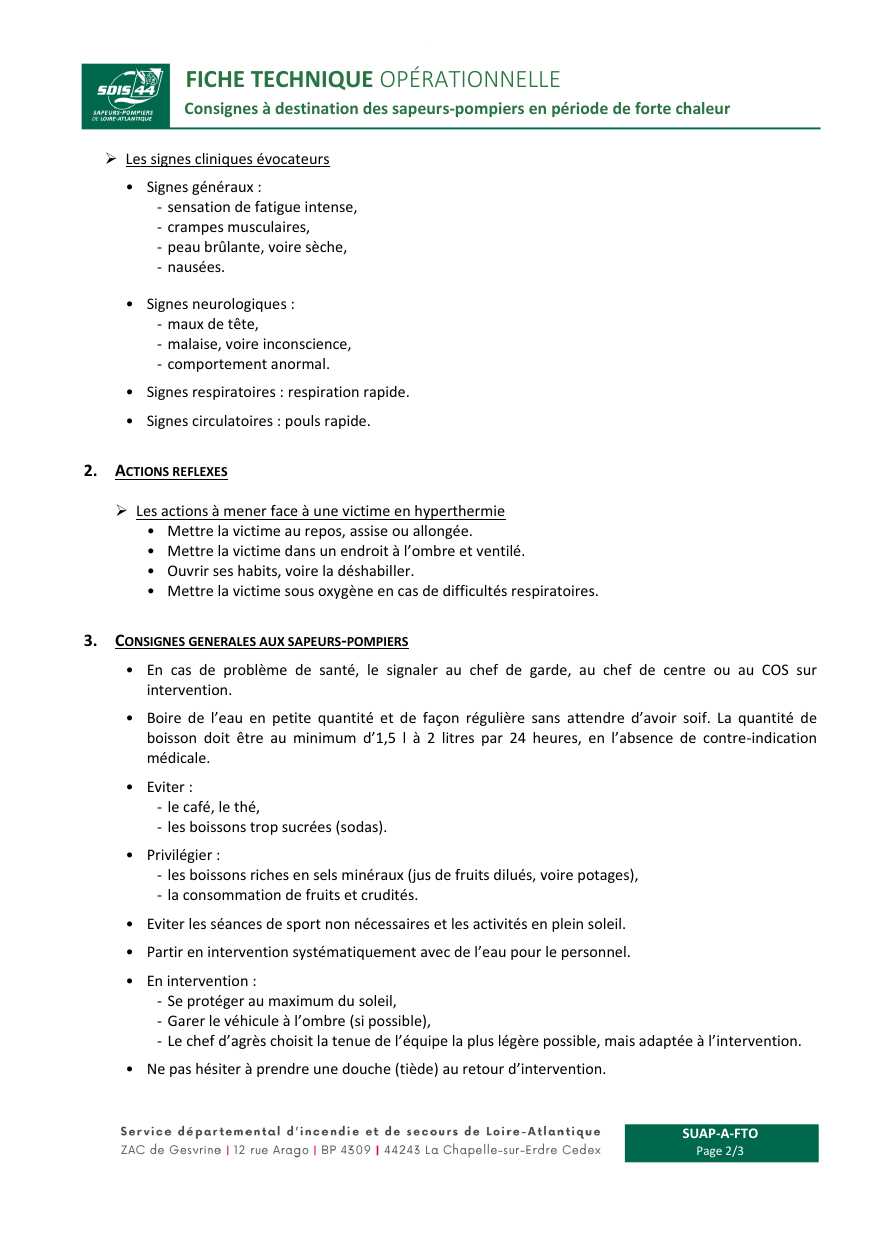 SDIS 44
SAPEURS-POMPIERS
DE LOIRE-ATLANTIQUE
FICHE TECHNIQUE OPÉRATIONNELLE
Consignes à destination des sapeurs-pompiers en période de forte chaleur
➢ Les signes cliniques évocateurs
• Signes généraux :
- sensation de fatigue intense,
- crampes musculaires,
- peau brûlante, voire sèche,
- nausées.
• Signes neurologiques :
- maux de tête,
- malaise, voire inconscience,
- comportement anormal.
• Signes respiratoires : respiration rapide.
• Signes circulatoires : pouls rapide.
2. ACTIONS REFLEXES
➢ Les actions à mener face à une victime en hyperthermie
• Mettre la victime au repos, assise ou allongée.
• Mettre la victime dans un endroit à l’ombre et ventilé.
• Ouvrir ses habits, voire la déshabiller.
• Mettre la victime sous oxygène en cas de difficultés respiratoires.
3. CONSIGNES GENERALES AUX SAPEURS-POMPIERS
• En cas de problème de santé, le signaler au chef de garde, au chef de centre ou au COS sur
intervention.
• Boire de l’eau en petite quantité et de façon régulière sans attendre d’avoir soif. La quantité de
boisson doit être au minimum d’1,5 l à 2 litres par 24 heures, en l’absence de contre-indication
médicale.
• Eviter :
- le café, le thé,
- les boissons trop sucrées (sodas).
• Privilégier :
- les boissons riches en sels minéraux (jus de fruits dilués, voire potages),
- la consommation de fruits et crudités.
• Eviter les séances de sport non nécessaires et les activités en plein soleil.
• Partir en intervention systématiquement avec de l’eau pour le personnel.
• En intervention :
- Se protéger au maximum du soleil,
- Garer le véhicule à l’ombre (si possible),
- Le chef d’agrès choisit la tenue de l’équipe la plus légère possible, mais adaptée à l’intervention.
• Ne pas hésiter à prendre une douche (tiède) au retour d’intervention.
Service départemental d’incendie et de secours de Loire-Atlantique
ZAC de Gesvrine | 12 rue Arago | BP 4309 | 44243 La Chapelle-sur-Erdre Cedex
SUAP-A-FTO
Page 2/3